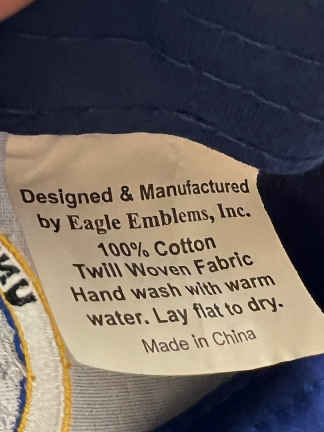 Designed & Manufactured
by Eagle Emblems, Inc.
100% Cotton
Twill Woven Fabric
Hand wash with warm
water. Lay flat to dry.
Made in China